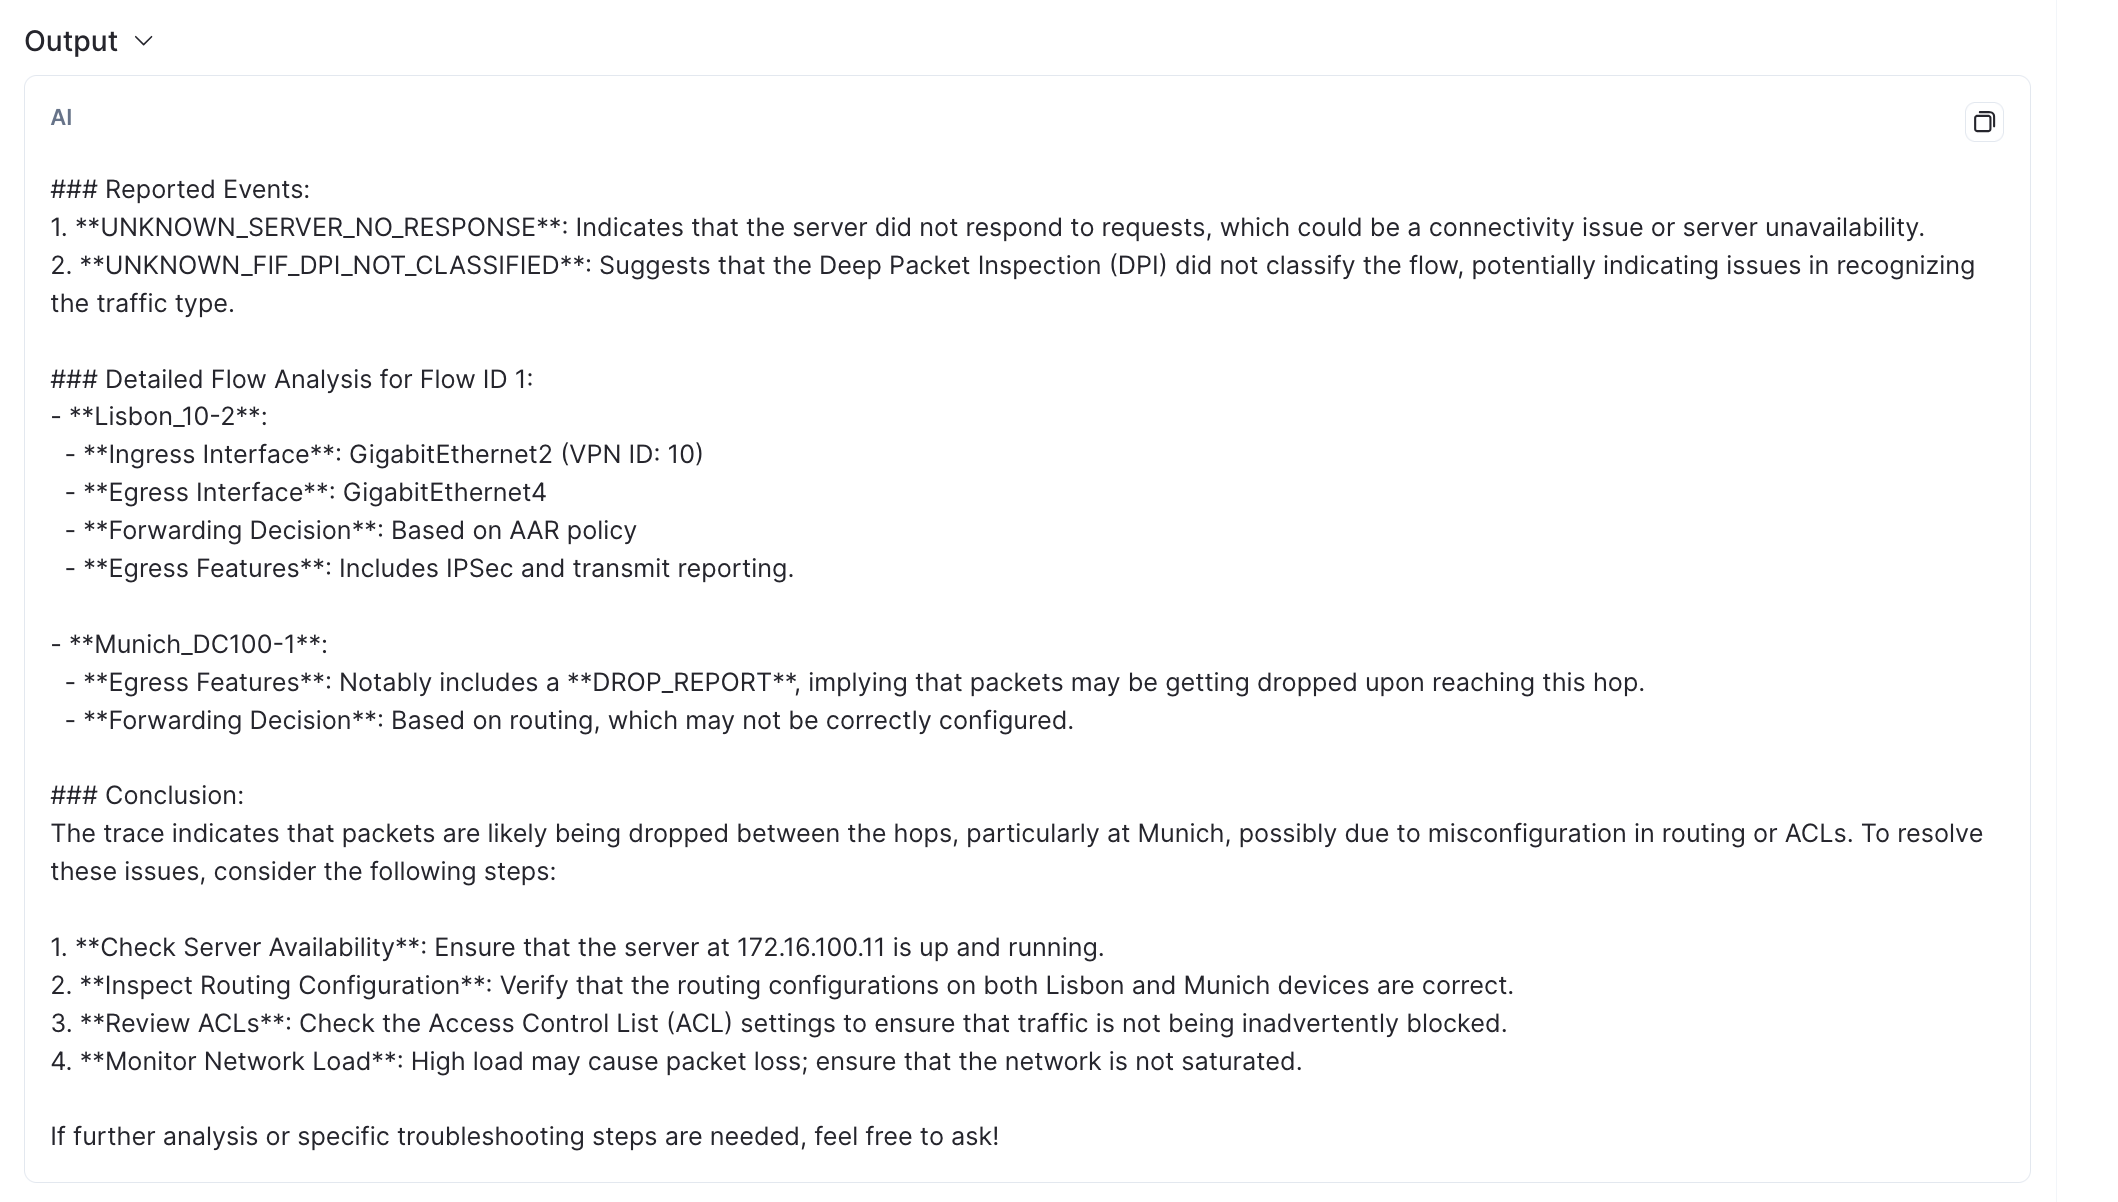 Output
AI
### Reported Events:
1. **UNKNOWN_SERVER_NO_RESPONSE**: Indicates that the server did not respond to requests, which could be a connectivity issue or server unavailability.
2. **UNKNOWN_FIF_DPI_NOT_CLASSIFIED**: Suggests that the Deep Packet Inspection (DPI) did not classify the flow, potentially indicating issues in recognizing
the traffic type.
### Detailed Flow Analysis for Flow ID 1:
- **Lisbon_10-2**:
- **Ingress Interface**: GigabitEthernet2 (VPN ID: 10)
- **Egress Interface**: GigabitEthernet4
- **Forwarding Decision**: Based on AAR policy
- **Egress Features**: Includes IPSec and transmit reporting.
- **Munich_DC100-1**:
- **Egress Features**: Notably includes a **DROP_REPORT**, implying that packets may be getting dropped upon reaching this hop.
- **Forwarding Decision**: Based on routing, which may not be correctly configured.
### Conclusion:
The trace indicates that packets are likely being dropped between the hops, particularly at Munich, possibly due to misconfiguration in routing or ACLs. To resolve
these issues, consider the following steps:
1. **Check Server Availability**: Ensure that the server at 172.16.100.11 is up and running.
2. **Inspect Routing Configuration**: Verify that the routing configurations on both Lisbon and Munich devices are correct.
3. **Review ACLs**: Check the Access Control List (ACL) settings to ensure that traffic is not being inadvertently blocked.
4. **Monitor Network Load**: High load may cause packet loss; ensure that the network is not saturated.
If further analysis or specific troubleshooting steps are needed, feel free to ask!